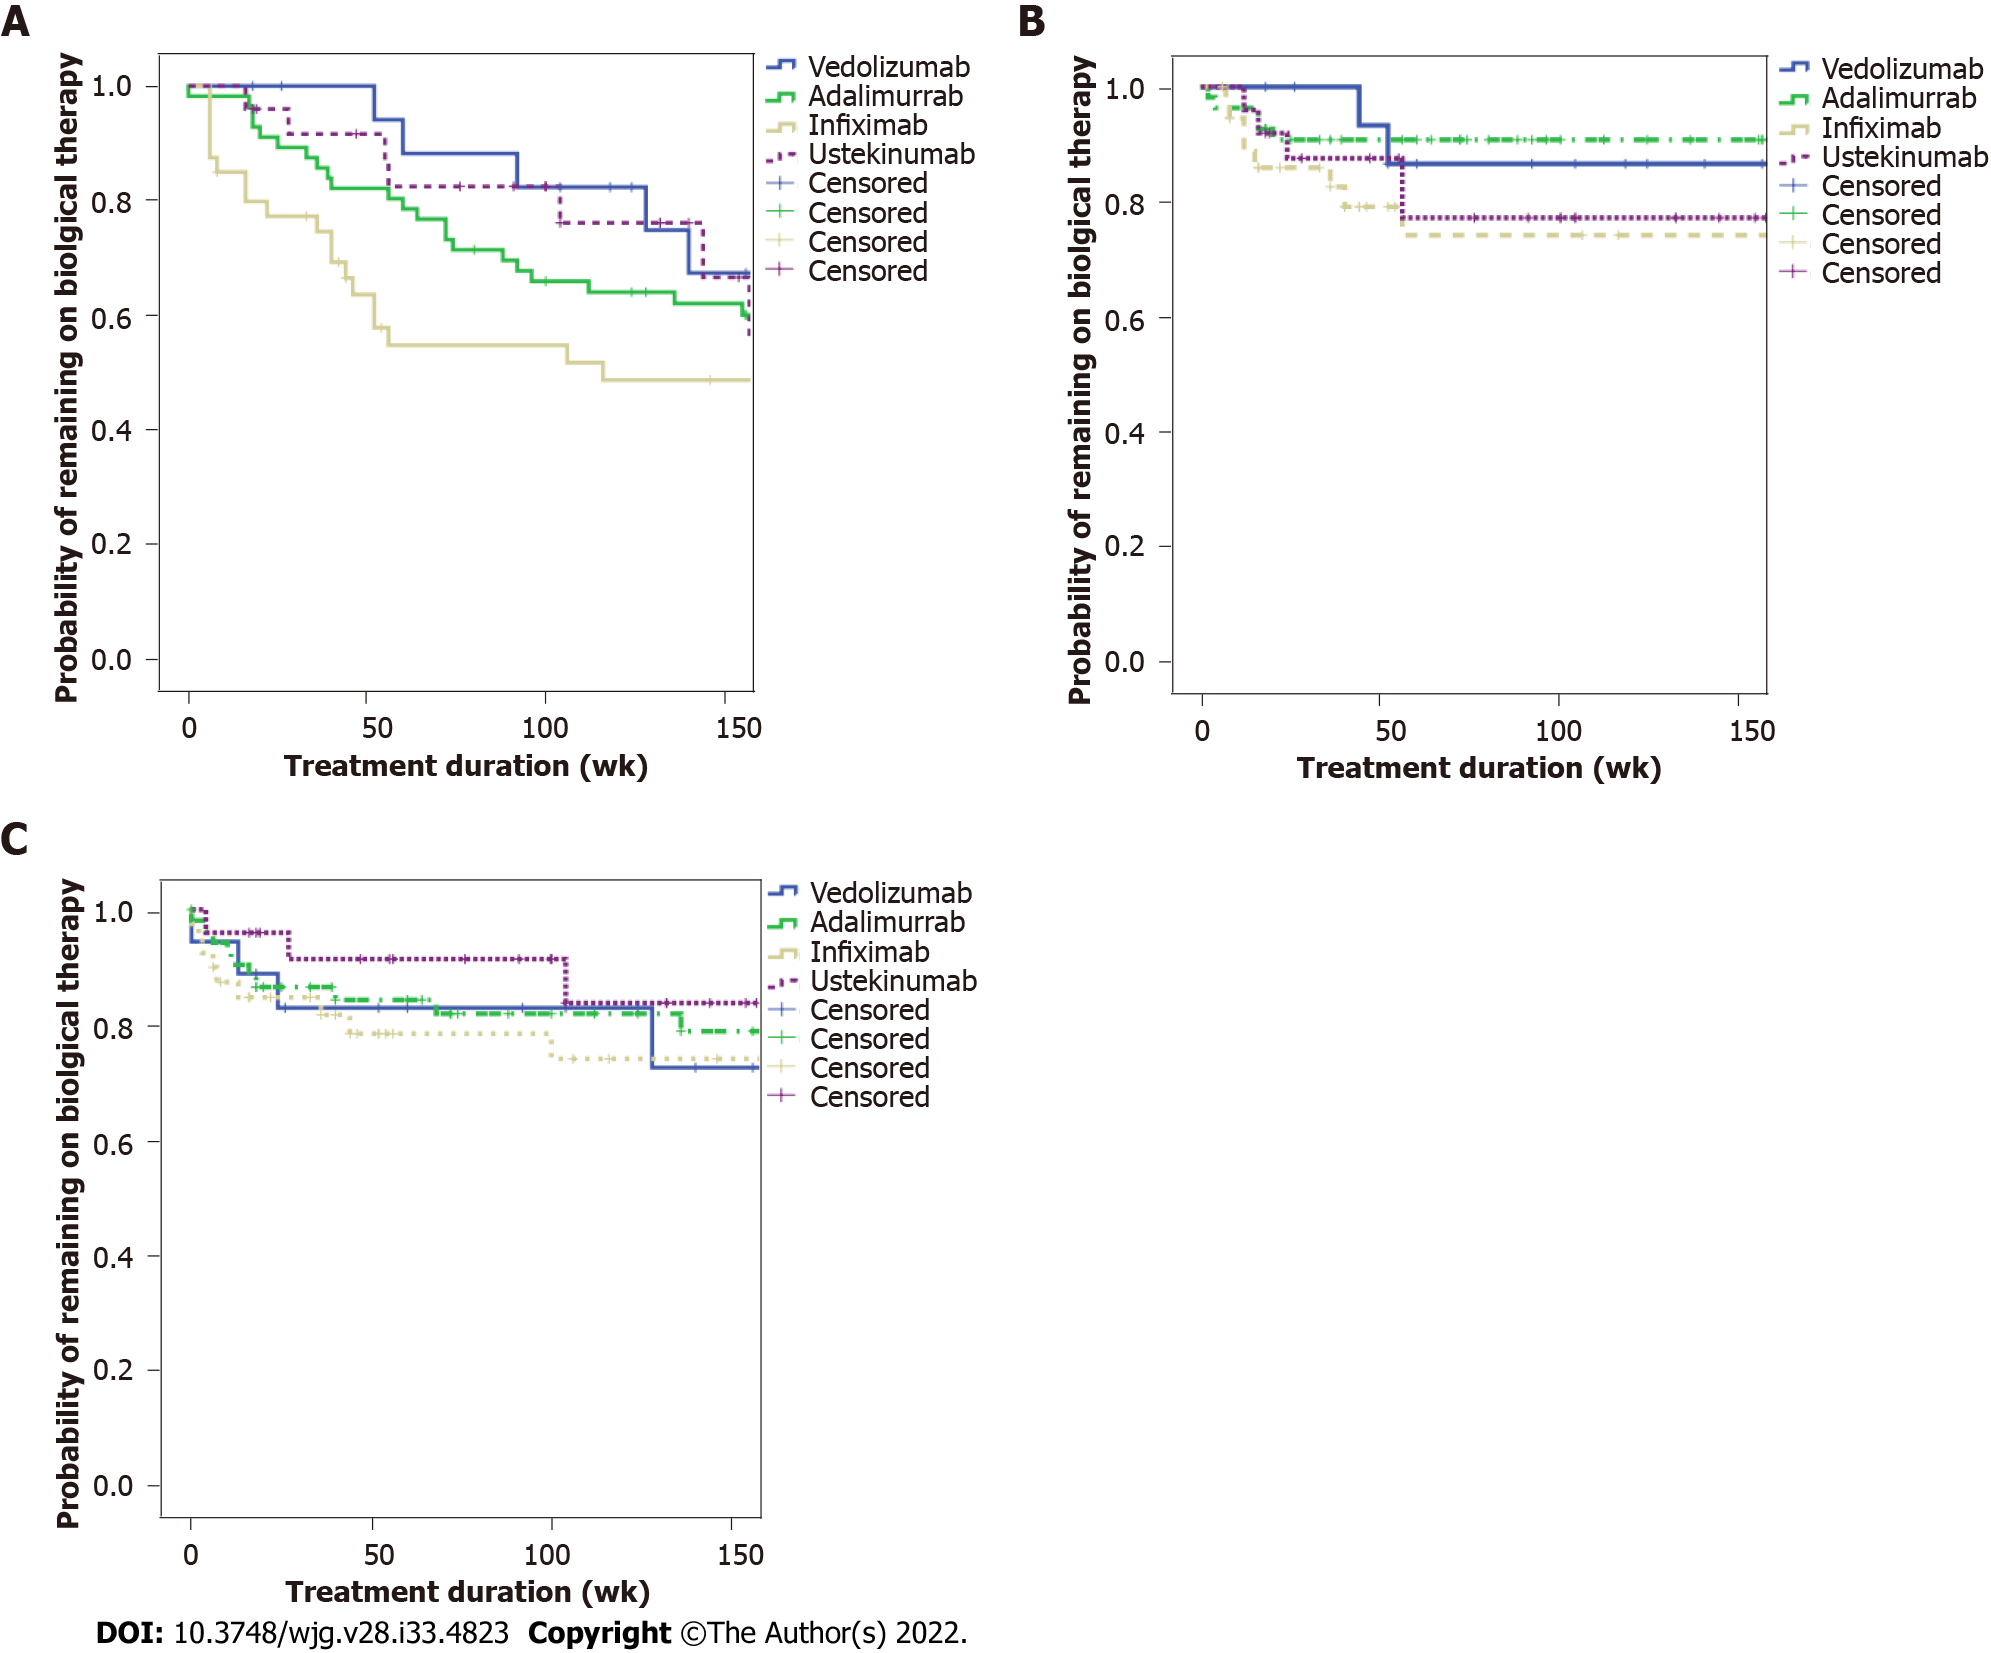 A
Probability of remaining on biolgical therapy
1.0
0.8
0.6
0.4
0.2
0.0
0 50 100 150
Treatment duration (wk)
Vedolizumab
Adalimurrab
Infiximab
Ustekinumab
Censored
Censored
Censored
Censored
B
Probability of remaining on biolgical therapy
1.0
0.8
0.6
0.4
0.2
0.0
0 50 100 150
Treatment duration (wk)
Vedolizumab
Adalimurrab
Infiximab
Ustekinumab
Censored
Censored
Censored
Censored
C
Probability of remaining on biolgical therapy
1.0
0.8
0.6
0.4
0.2
0.0
0 50 100 150
Treatment duration (wk)
Vedolizumab
Adalimurrab
Infiximab
Ustekinumab
Censored
Censored
Censored
Censored
DOI: 10.3748/wjg.v28.i33.4823 Copyright ©The Author(s) 2022.